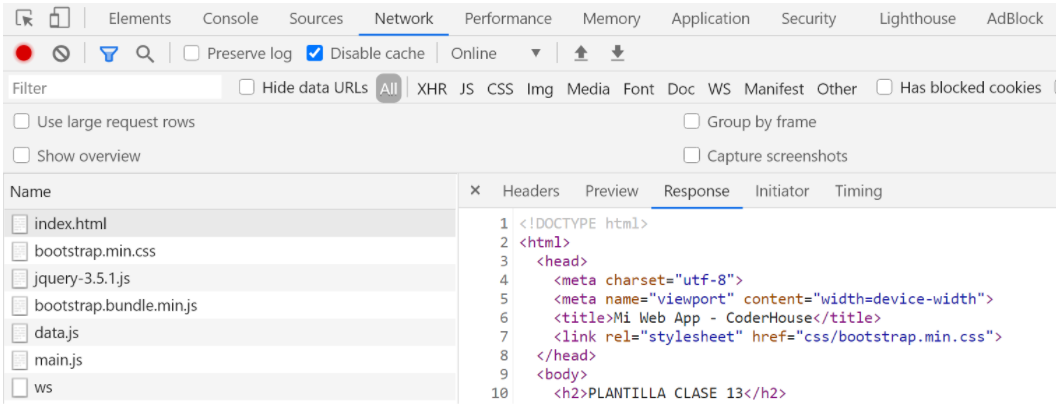 Elements Console Sources Network Performance Memory Application Security Lighthouse AdBlock
Preserve log Disable cache Online
Filter Hide data URLs All XHR JS CSS Img Media Font Doc WS Manifest Other Has blocked cookies
Use large request rows Group by frame
Show overview Capture screenshots
Name × Headers Preview Response Initiator Timing
index.html
bootstrap.min.css
jquery-3.5.1.js
bootstrap.bundle.min.js
data.js
main.js
ws
1 <!DOCTYPE html>
2 <html>
3 <head>
4 <meta charset="utf-8">
5 <meta name="viewport" content="width=device-width">
6 <title>Mi Web App - CoderHouse</title>
7 <link rel="stylesheet" href="css/bootstrap.min.css">
8 </head>
9 <body>
10 <h2>PLANTILLA CLASE 13</h2>